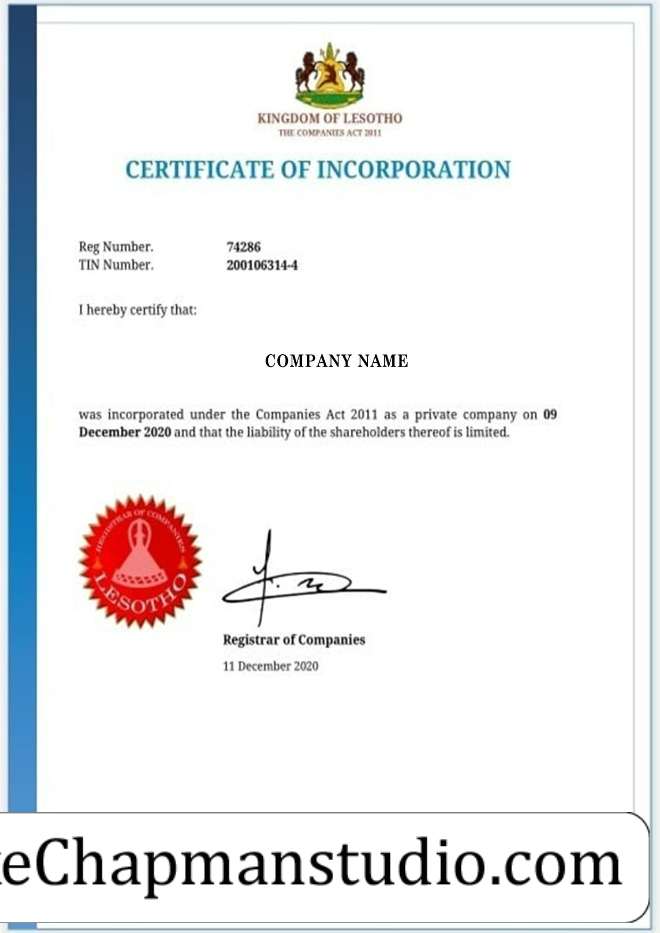 KINGDOM OF LESOTHO
THE COMPANIES ACT 2011
CERTIFICATE OF INCORPORATION
Reg Number. 74286
TIN Number. 200106314-4
I hereby certify that:
COMPANY NAME
was incorporated under the Companies Act 2011 as a private company on 09
December 2020 and that the liability of the shareholders thereof is limited.
REGISTRAR OF COMPANIES
LESOTHO
Registrar of Companies
11 December 2020
eChapmanstudio.com